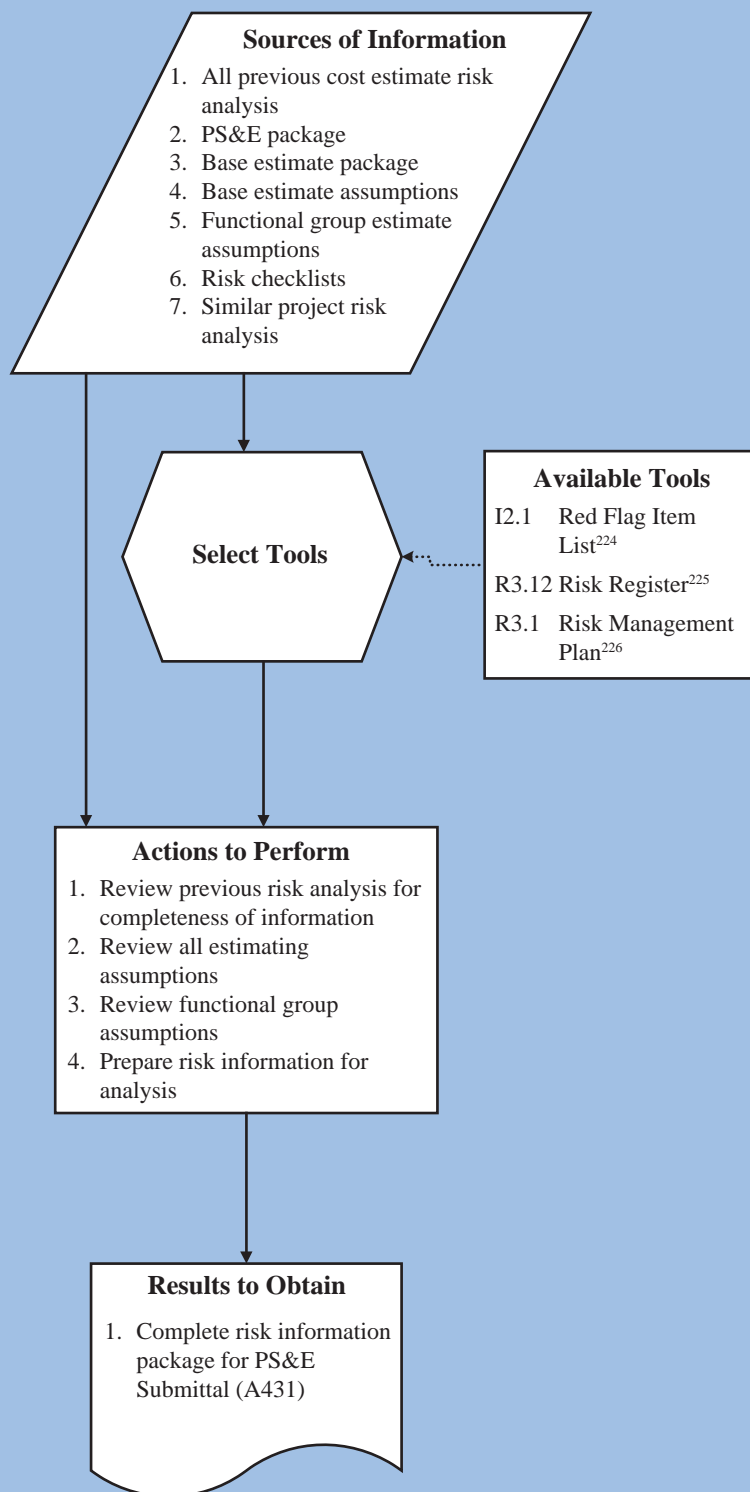 Sources of Information
1. All previous cost estimate risk
analysis
2. PS&E package
3. Base estimate package
4. Base estimate assumptions
5. Functional group estimate
assumptions
6. Risk checklists
7. Similar project risk
analysis
Select Tools
Available Tools
I2.1 Red Flag Item
List224
R3.12 Risk Register225
R3.1 Risk Management
Plan226
Actions to Perform
1. Review previous risk analysis for
completeness of information
2. Review all estimating
assumptions
3. Review functional group
assumptions
4. Prepare risk information for
analysis
Results to Obtain
1. Complete risk information
package for PS&E
Submittal (A431)